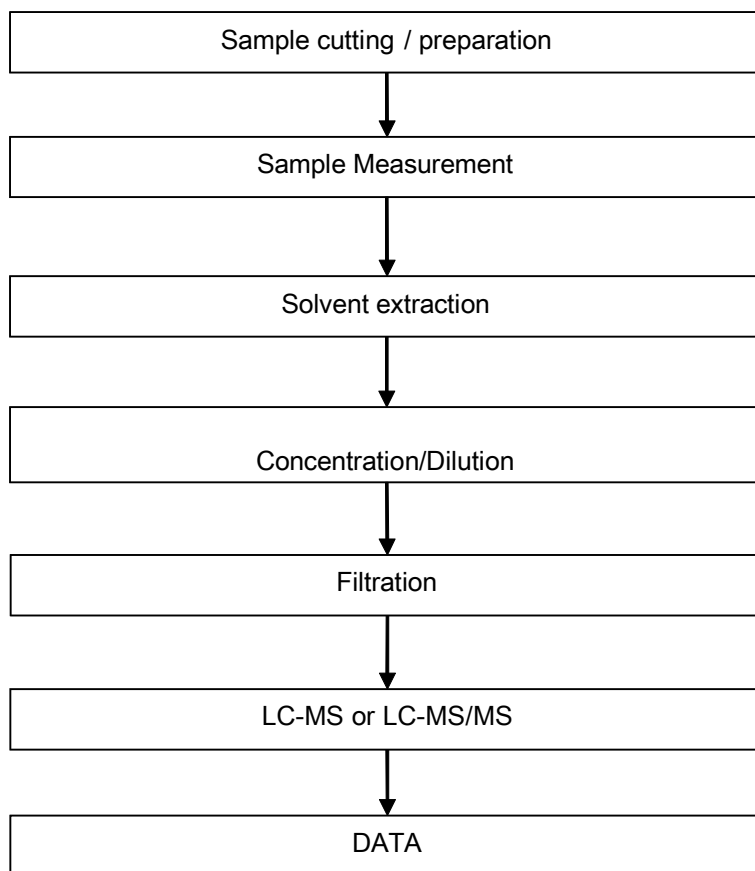 Sample cutting / preparation
Sample Measurement
Solvent extraction
Concentration/Dilution
Filtration
LC-MS or LC-MS/MS
DATA